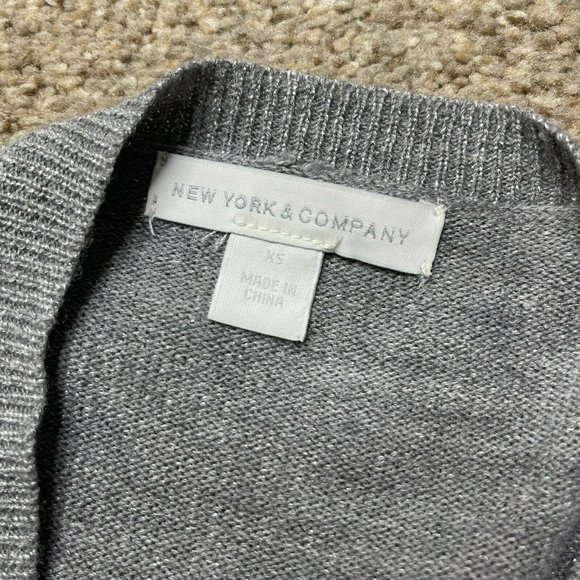 NEW YORK & COMPANY
XS
MADE IN
CHINA